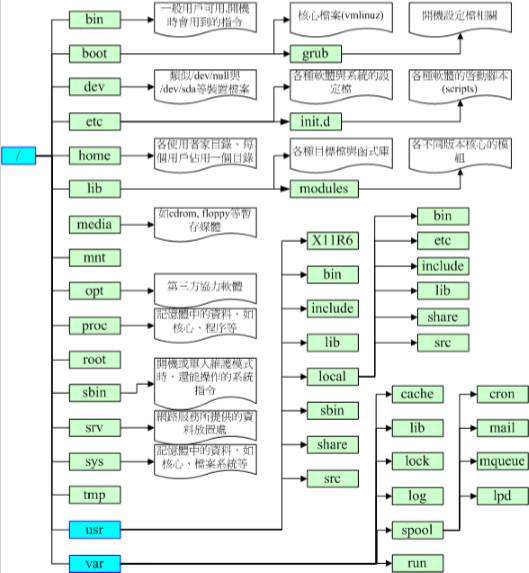 bin
一般用戶可用,開機
時會用到的指令
核心檔案(vmlinuz)
開機設定檔相關
boot
grub
dev
類似/dev/null與
/dev/sda等裝置檔案
各種軟體與系統的設
定檔
各種軟體的啓動腳本
(scripts)
etc
init.d
/
home
各使用者家目錄、每
個用戶佔用一個目錄
各種目標檔與函式庫
各不同版本核心的模
組
lib
modules
media
如cdrom, floppy等暫
存媒體
mnt
opt
第三方協力軟體
proc
記憶體中的資料，如
核心、程序等
root
sbin
開機或單人維護模式
時，還能操作的系統
指令
srv
網路服務所提供的資
料放置處
sys
記憶體中的資料，如
核心、檔案系統等
tmp
usr
var
X11R6
bin
include
lib
local
sbin
share
src
bin
etc
include
lib
share
src
cache
lib
lock
log
spool
run
cron
mail
mqueue
lpd